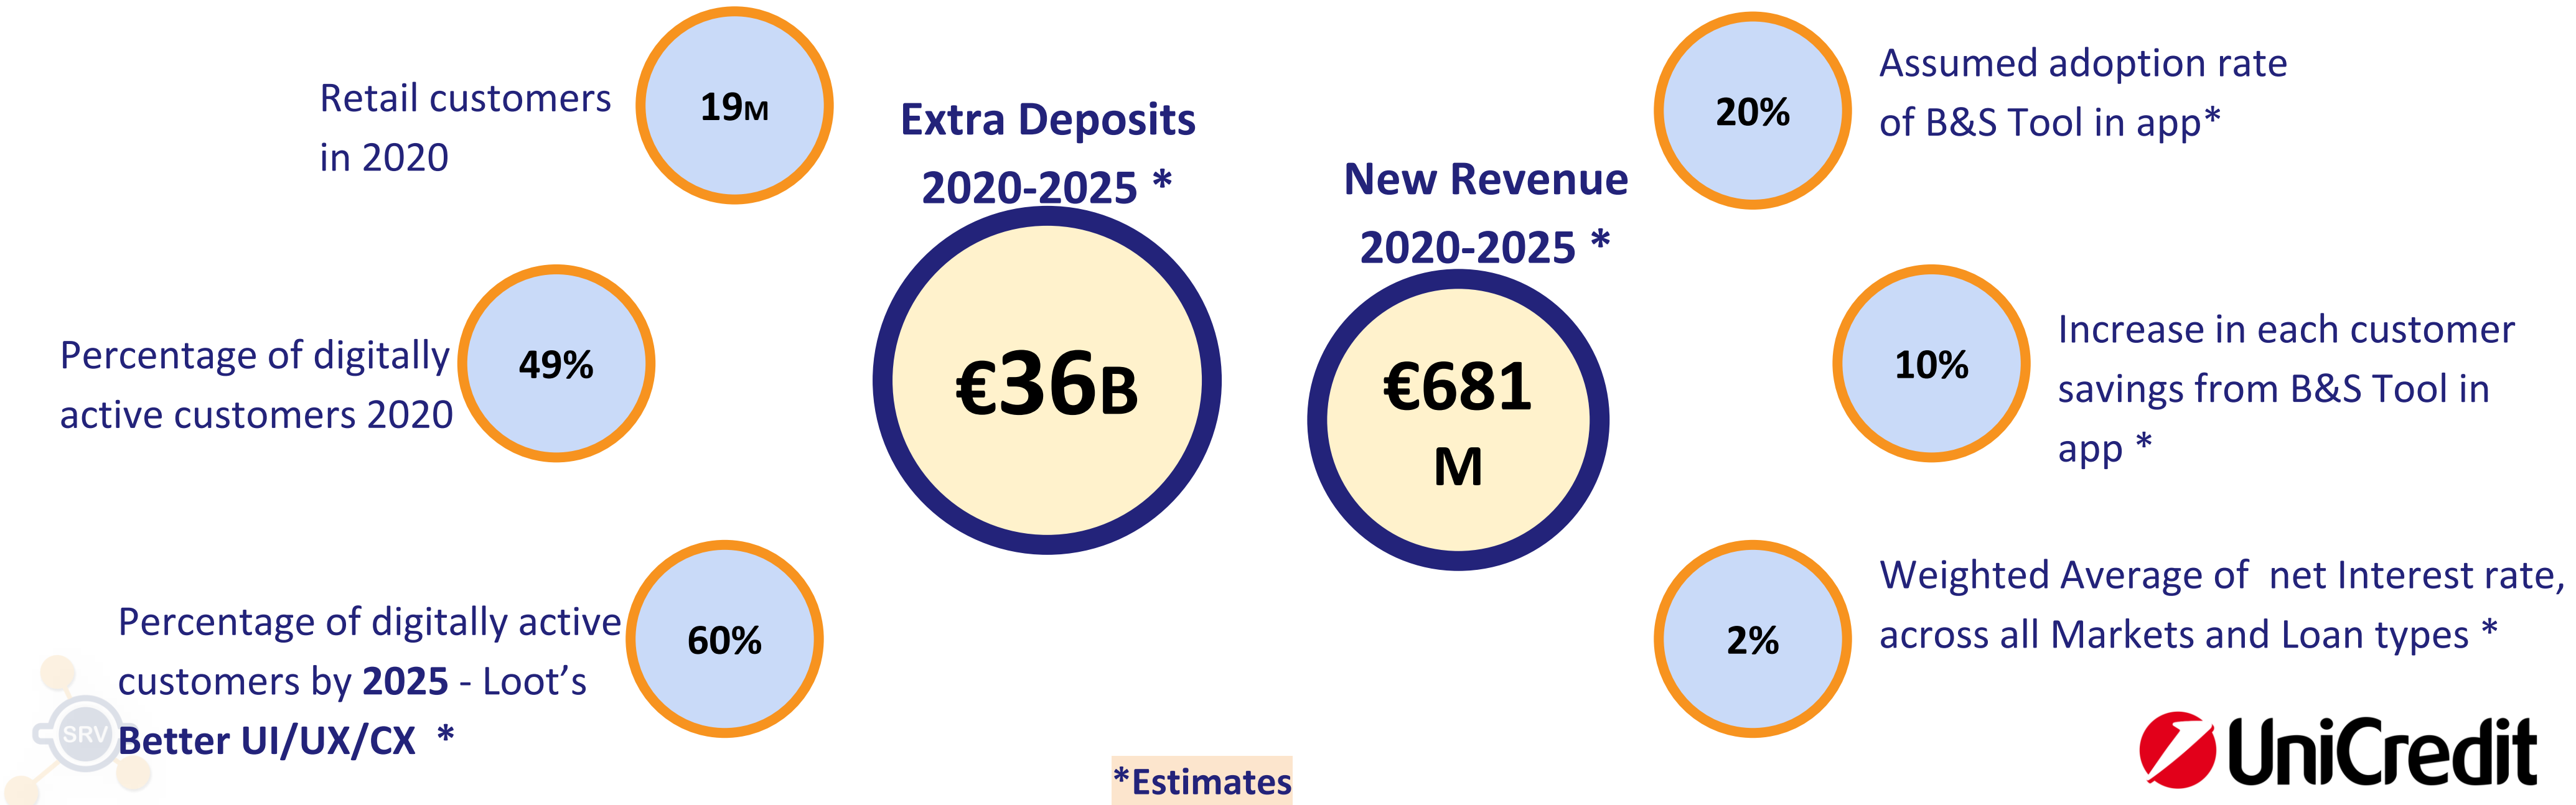 Retail customers
in 2020
19M
Percentage of digitally
active customers 2020
49%
Percentage of digitally active
customers by 2025 - Loot’s
Better UI/UX/CX *
60%
Extra Deposits
2020-2025 *
€36B
New Revenue
2020-2025 *
€681
M
20%
Assumed adoption rate
of B&S Tool in app*
10%
Increase in each customer
savings from B&S Tool in
app *
2%
Weighted Average of  net Interest rate,
across all Markets and Loan types *
*Estimates
SRV
UniCredit